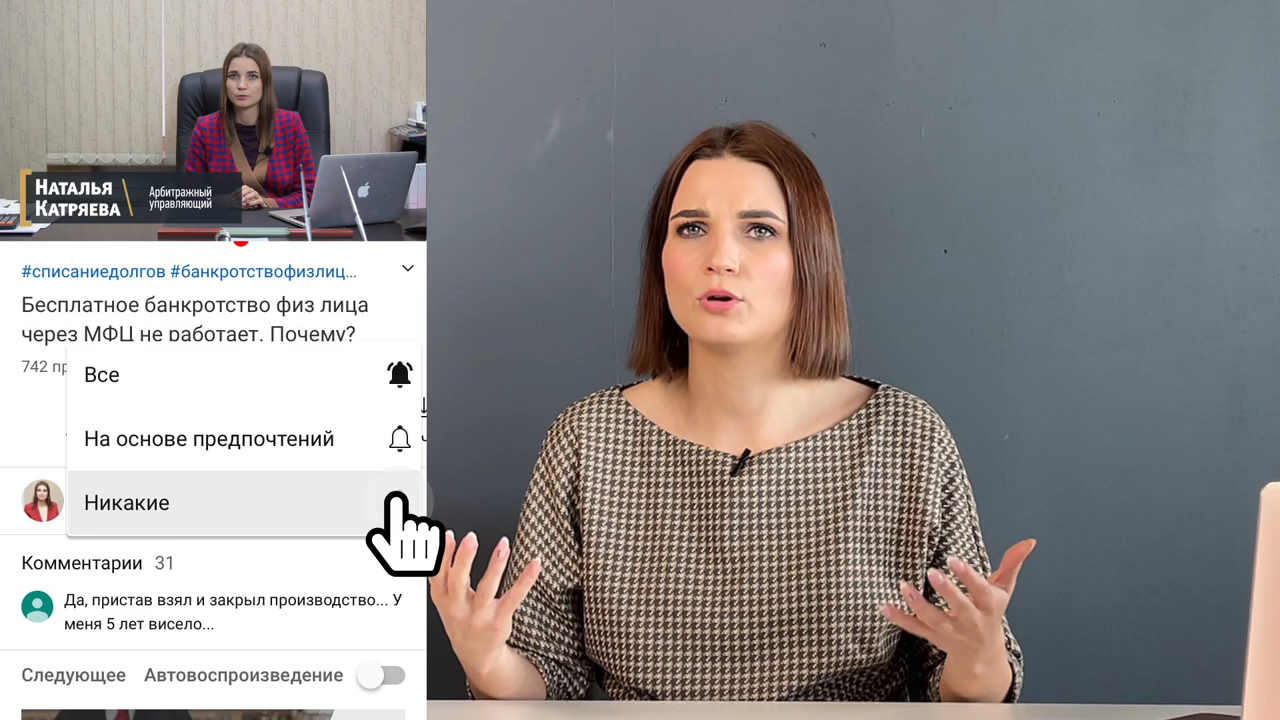 НАТАЛЬЯ
КАТРЯЕВА
Арбитражный
управляющий
#списаниедолгов #банкротствофизлиц...
Бесплатное банкротство физ лица
через МФЦ не работает. Почему?
742 пр
Все
На основе предпочтений
Никакие
Комментарии 31
Да, пристав взял и закрыл производство... У
меня 5 лет висело...
Следующее Автовоспроизведение